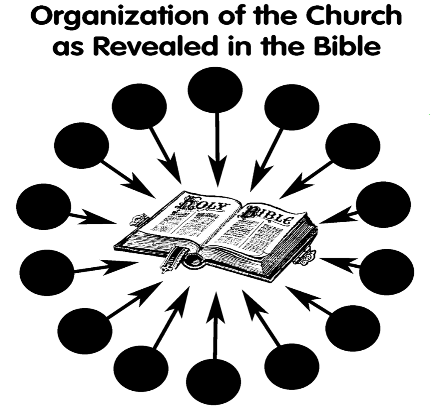 Organization of the Church
as Revealed in the Bible
HOLY BIBLE